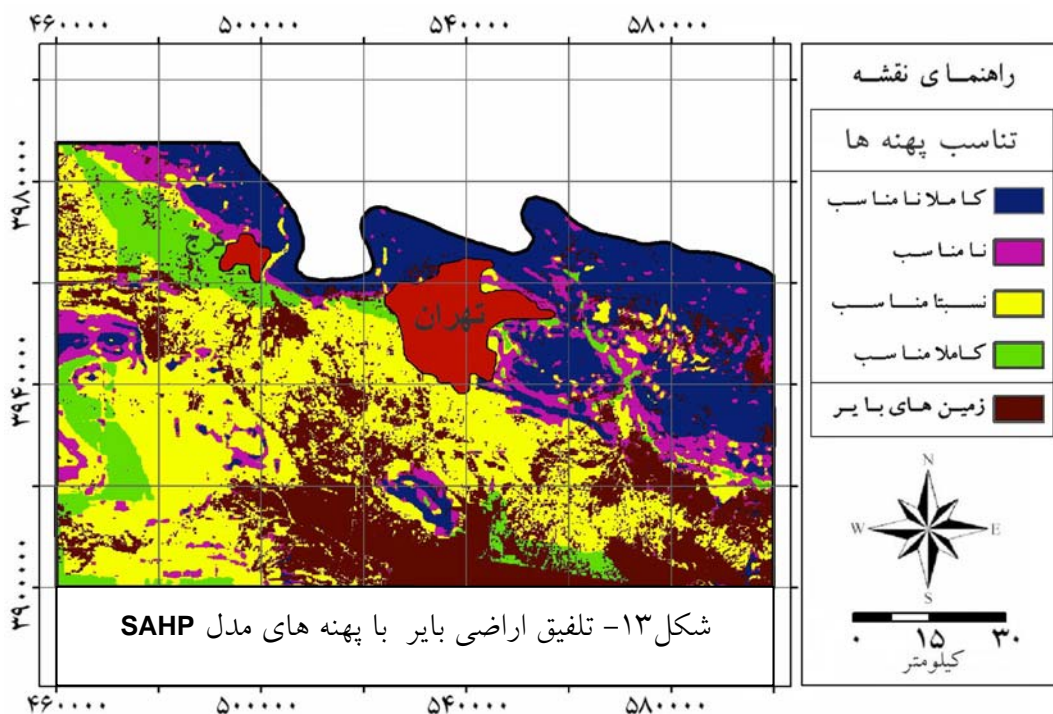 ۴۶۰۰۰۰ ۵۰۰۰۰۰ ۵۴۰۰۰۰ ۵۸۰۰۰۰
۳۹۸۰۰۰۰
۳۹۴۰۰۰۰
۳۹۰۰۰۰۰
کرج
تهران
شکل۱۳- تلفیق اراضی بایر با پهنه های مدل SAHP
۴۶۰۰۰۰ ۵۰۰۰۰۰ ۵۴۰۰۰۰ ۵۸۰۰۰۰
راهنمای نقشه
تناسب پهنه ها
کاملا نامناسب
نامناسب
نسبتا مناسب
کاملا مناسب
زمین های بایر
N
W E
S
۰ ۱۵ ۳۰
کیلومتر